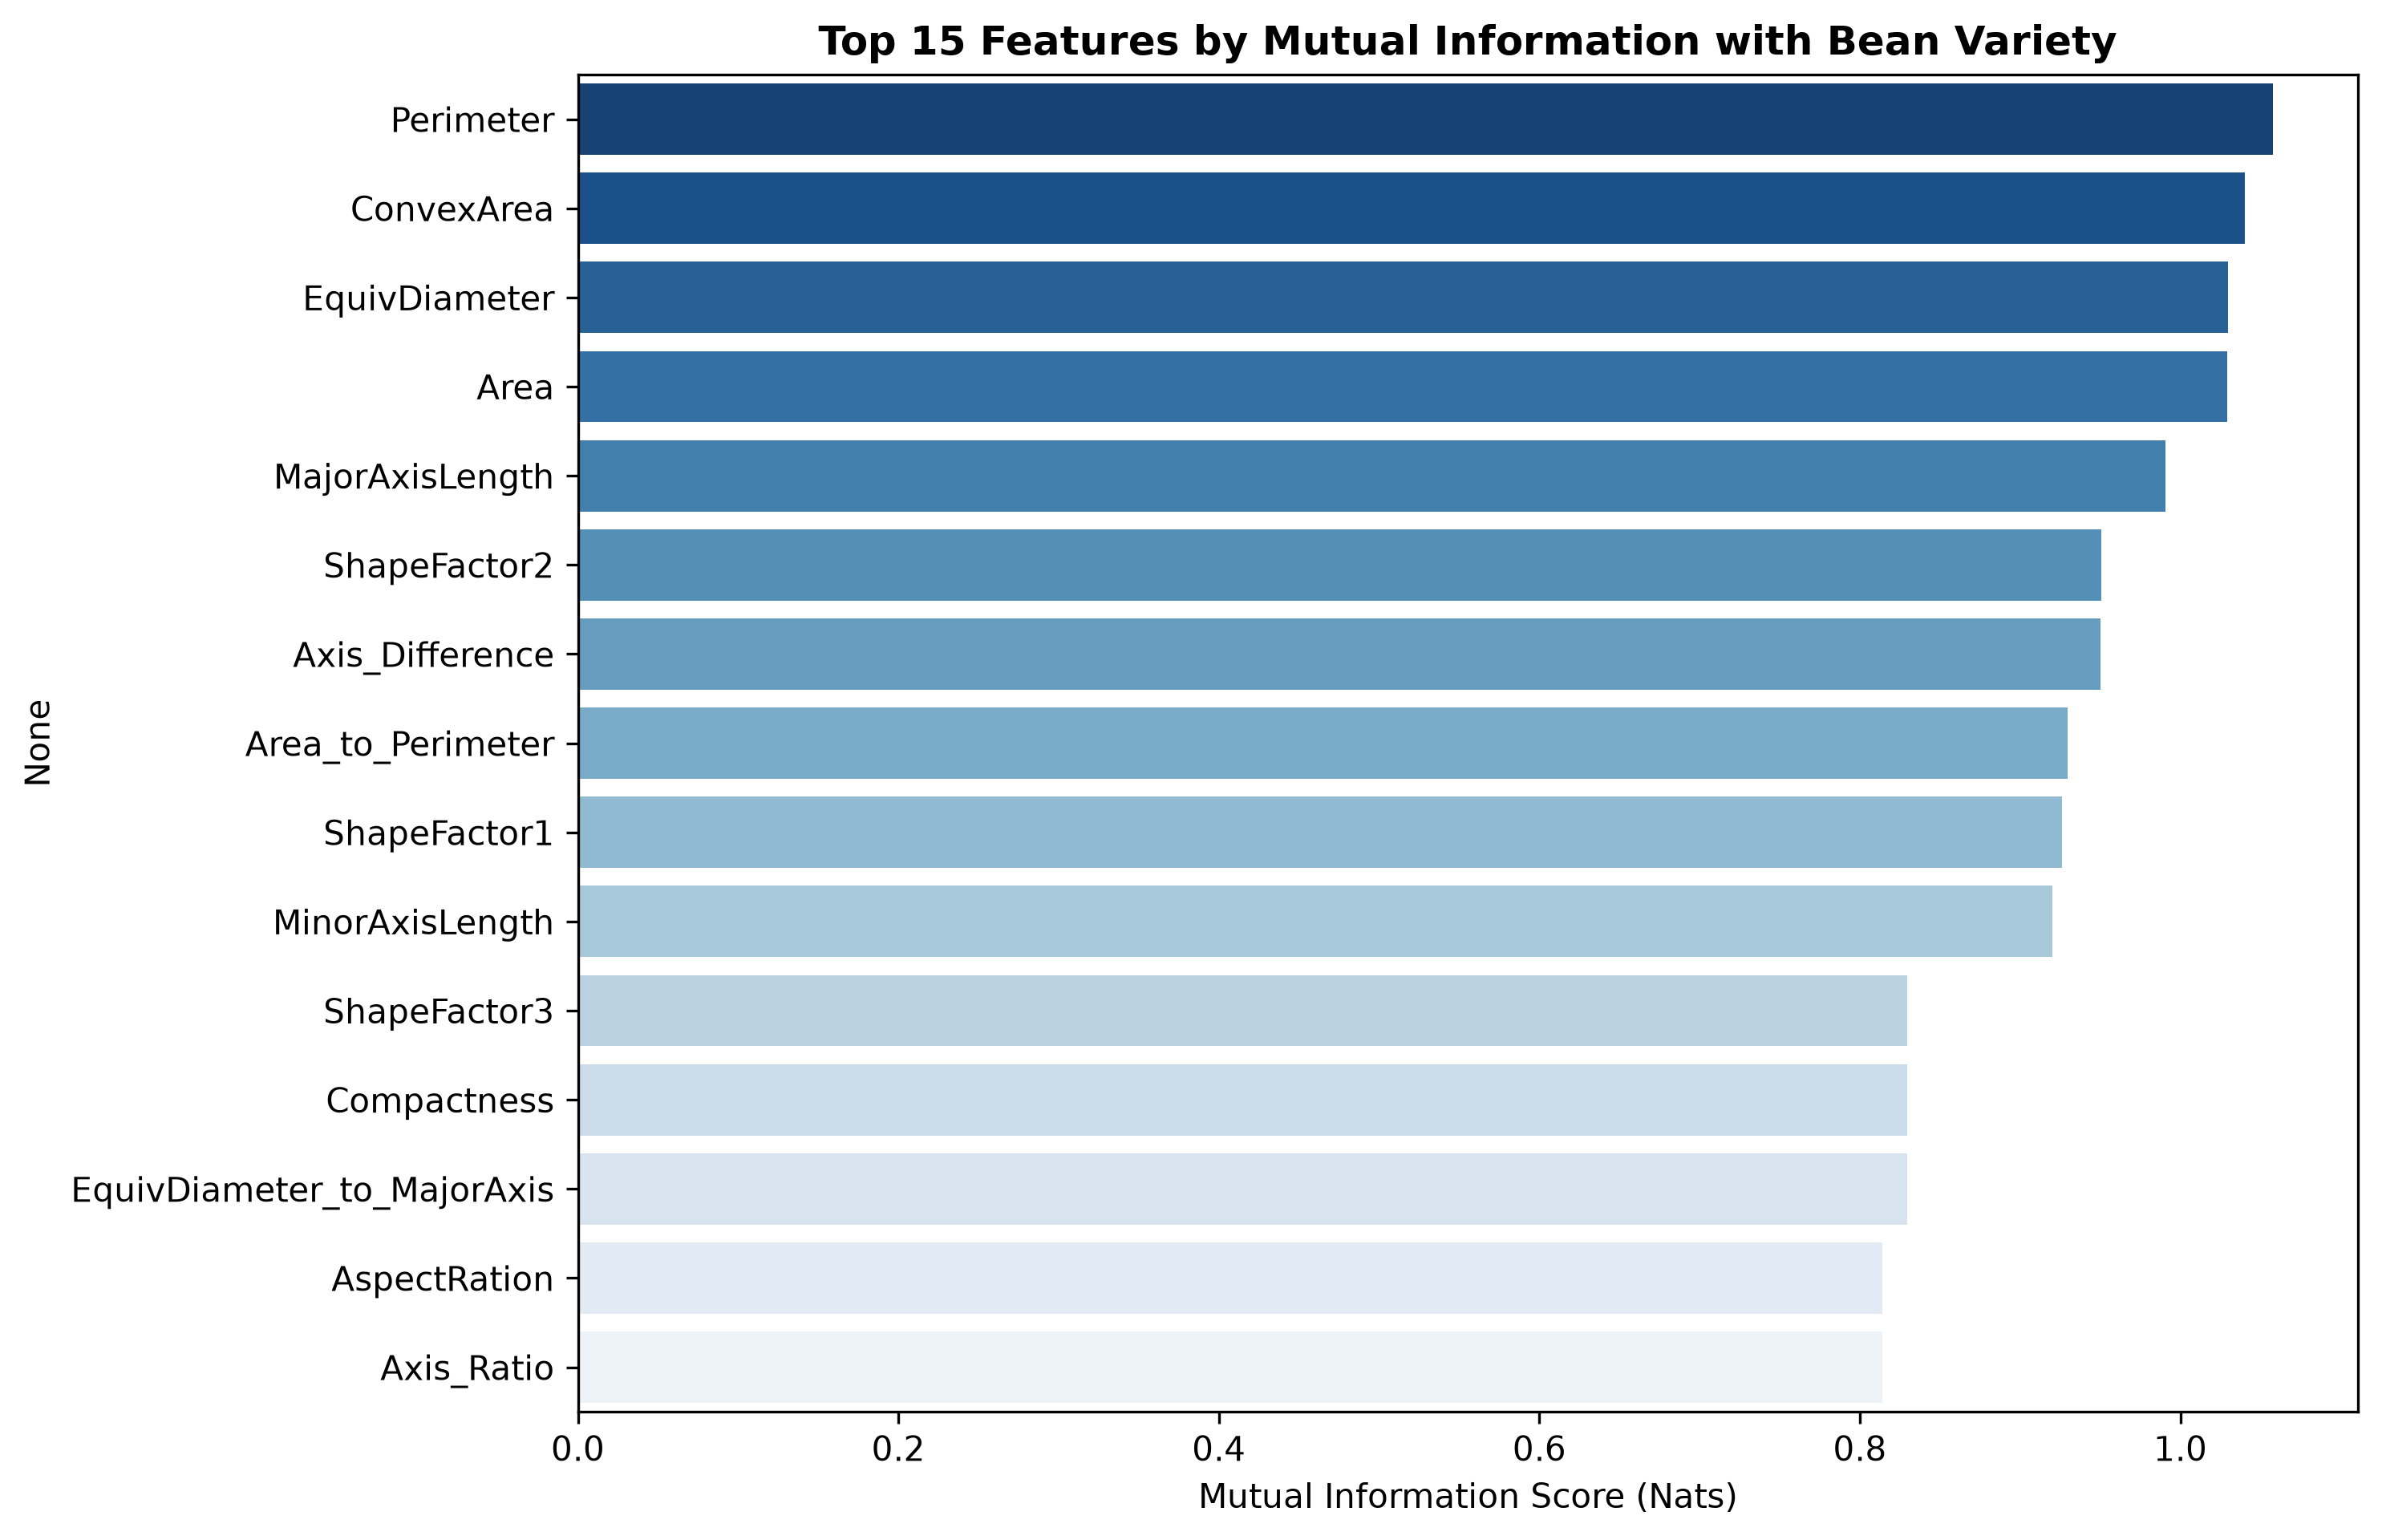 Top 15 Features by Mutual Information with Bean Variety
Perimeter
ConvexArea
EquivDiameter
Area
MajorAxisLength
ShapeFactor2
Axis_Difference
Area_to_Perimeter
ShapeFactor1
MinorAxisLength
ShapeFactor3
Compactness
EquivDiameter_to_MajorAxis
AspectRation
Axis_Ratio
None
0.0 0.2 0.4 0.6 0.8 1.0
Mutual Information Score (Nats)